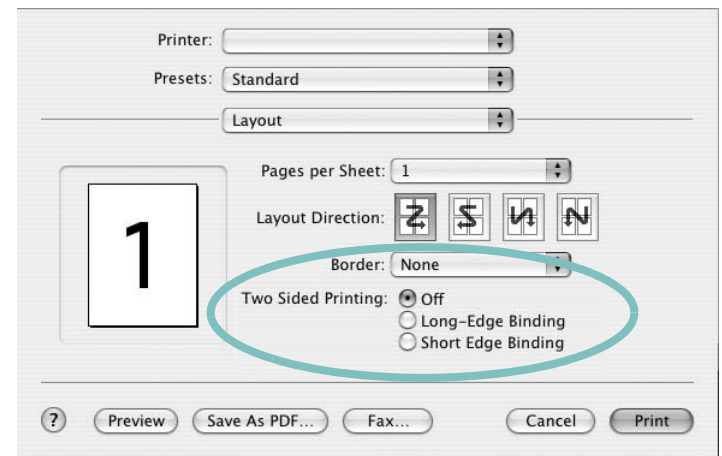 Printer:
Presets: Standard
Layout
Pages per Sheet: 1
Layout Direction:
1
Border: None
Two Sided Printing: Off
Long-Edge Binding
Short Edge Binding
? Preview Save As PDF... Fax... Cancel Print